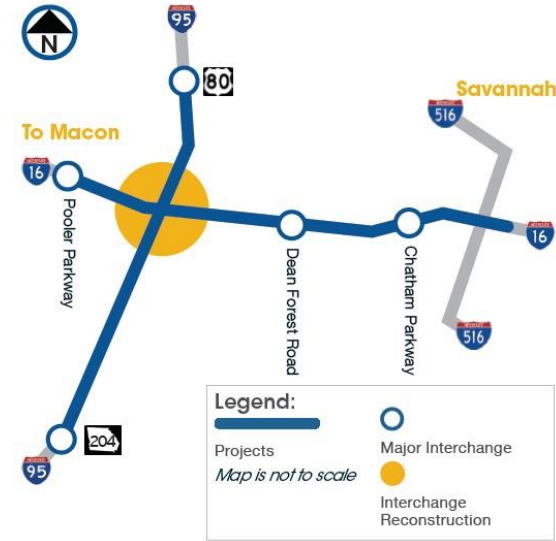 N
95
80
Savannah
516
To Macon
16
Pooler Parkway
Dean Forest Road
Chatham Parkway
16
516
204
95
Legend:
Projects
Map is not to scale
Major Interchange
Interchange
Reconstruction